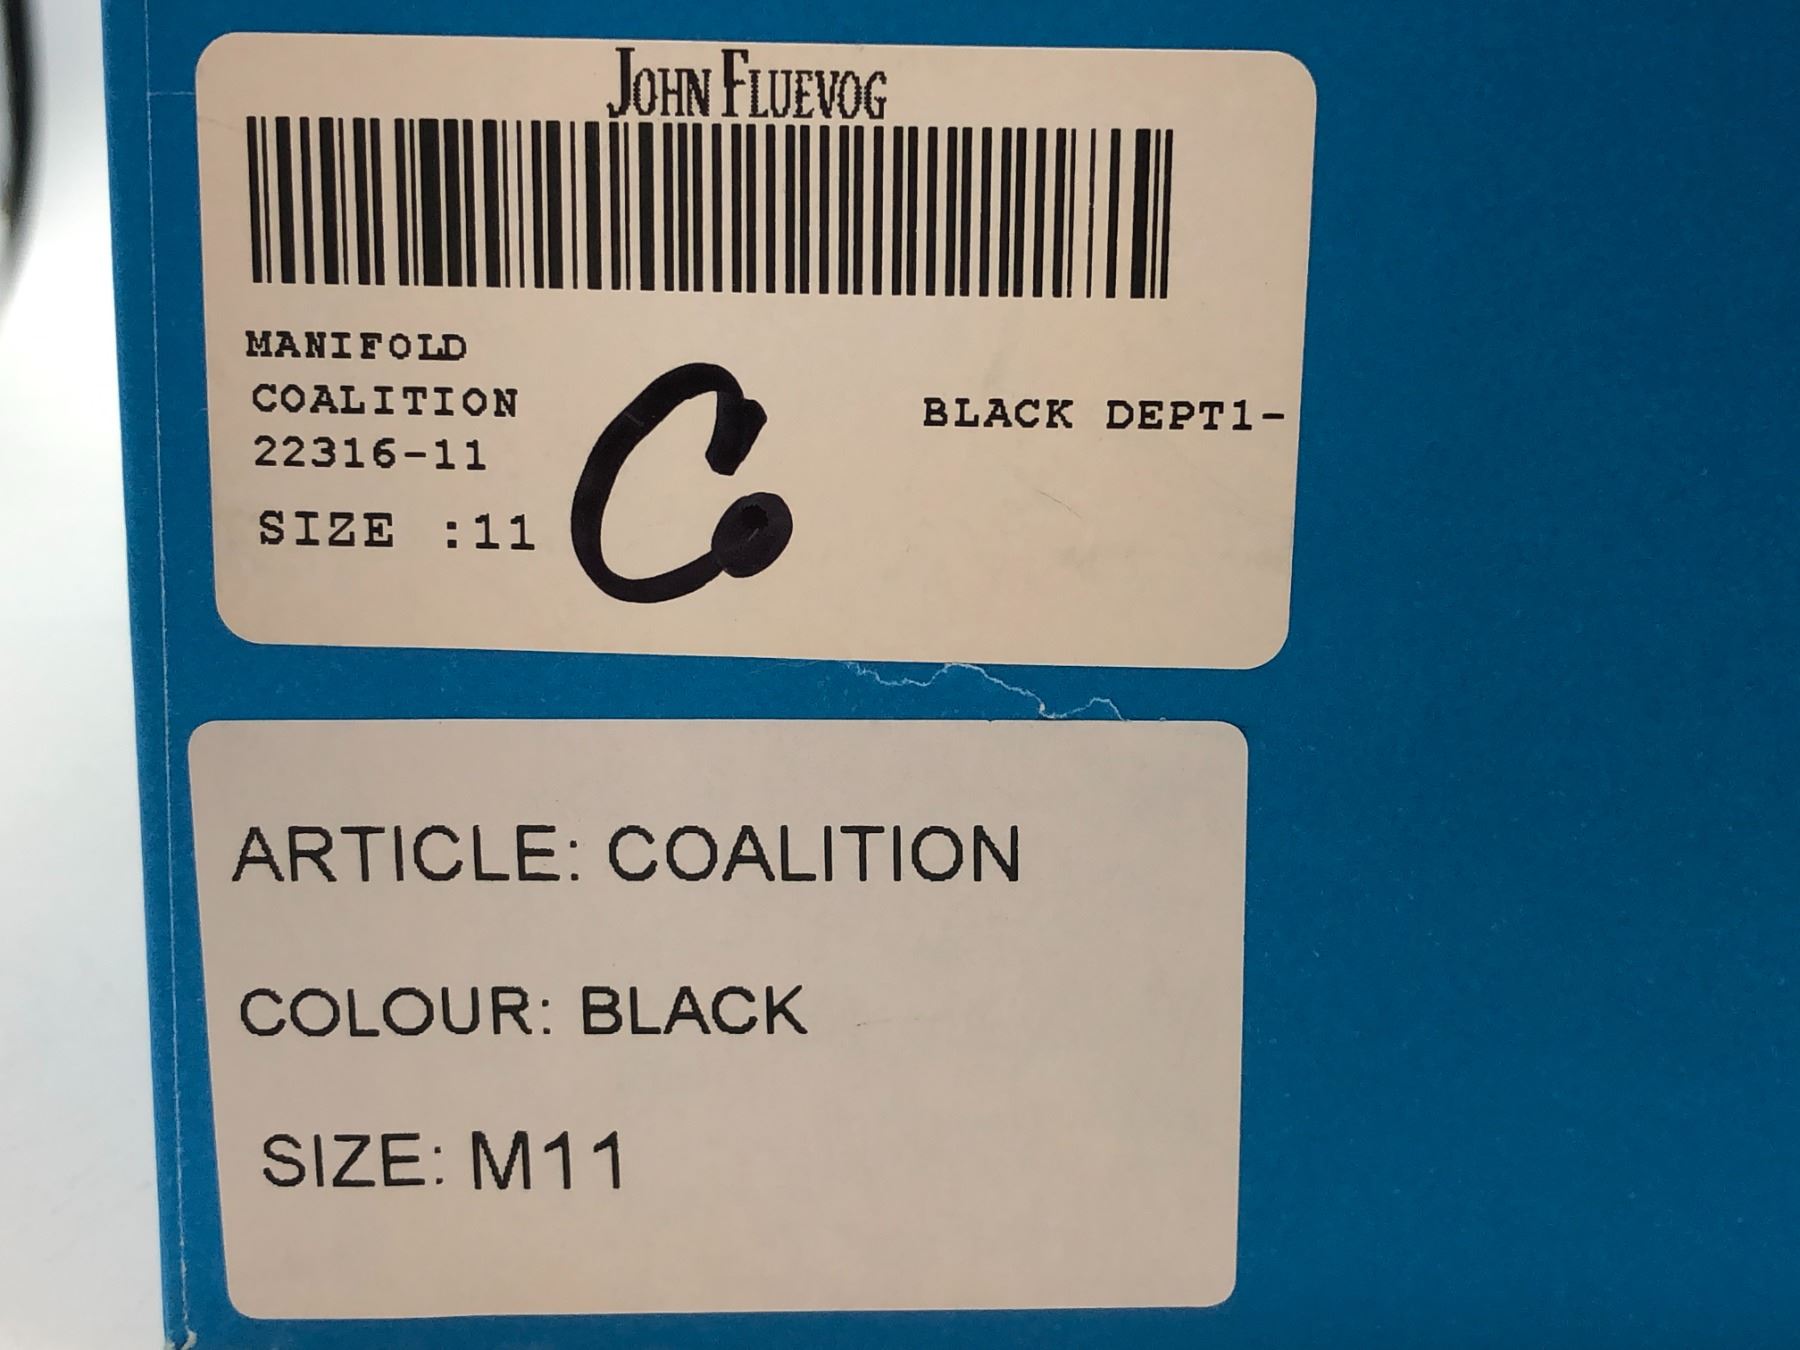 JOHN FLUEVOG
MANIFOLD
COALITION
BLACK DEPT1-
22316-11
SIZE :11
C
ARTICLE: COALITION
COLOUR: BLACK
SIZE: M11